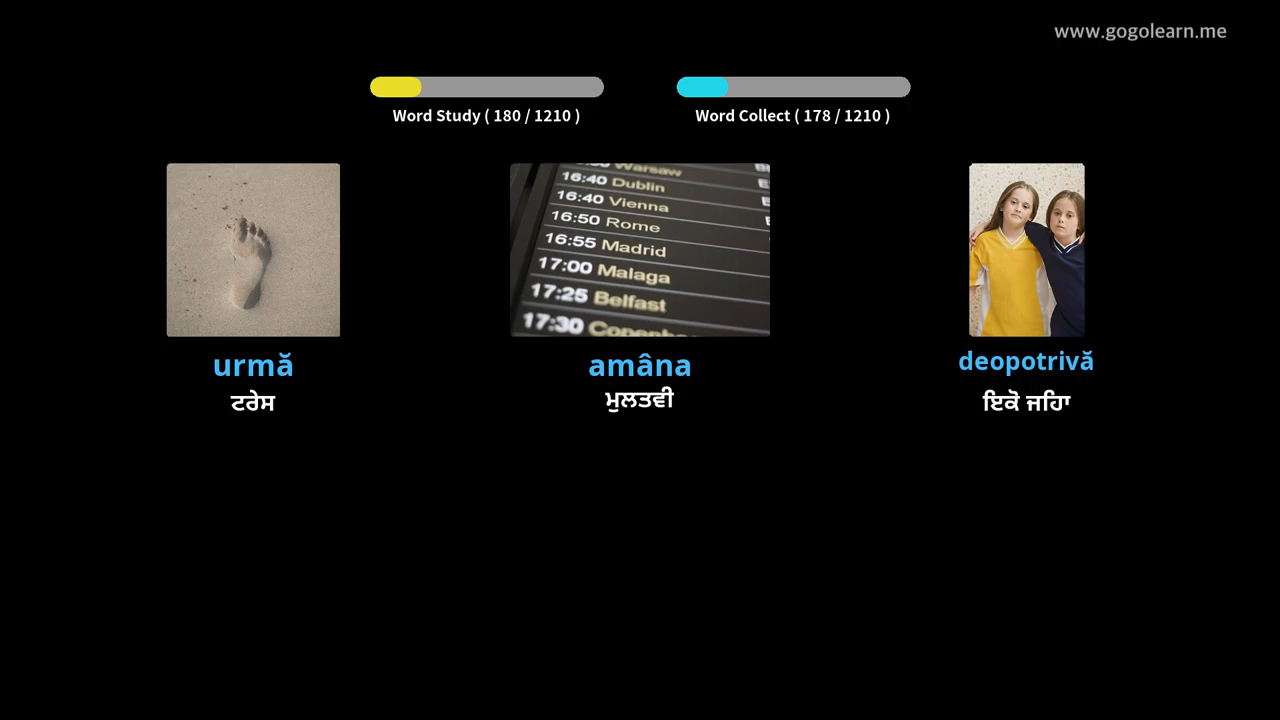 www.gogolearn.me
Word Study ( 180 / 1210 )
Word Collect ( 178 / 1210 )
Warsaw
16:40 Dublin
16:40 Vienna
16:50 Rome
16:55 Madrid
17:00 Malaga
17:25 Belfast
17:30
urmă
amâna
deopotrivă
ਟਰੇਸ
ਮੁਲਤਵੀ
ਇਕੋ ਜਿਹਾ